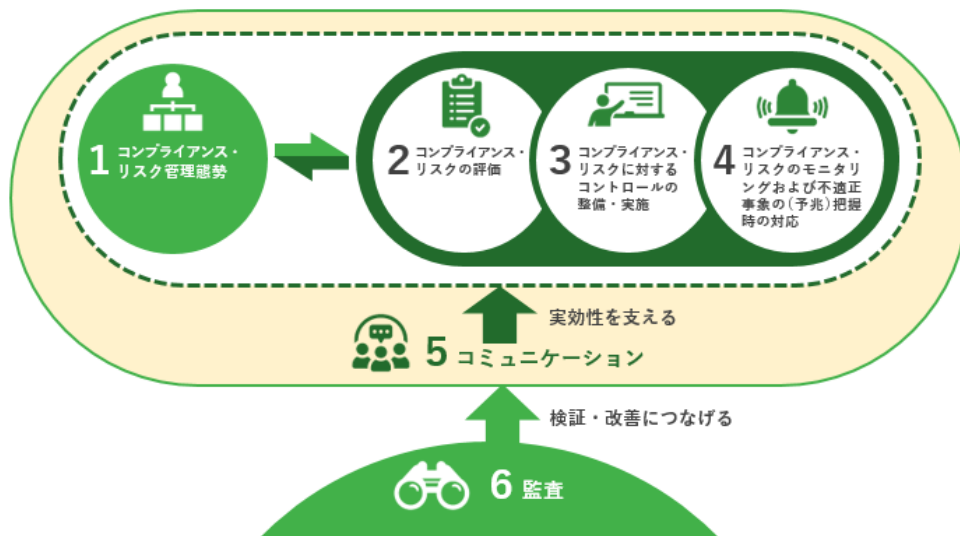 1 コンプライアンス・
リスク管理態勢
2 コンプライアンス・
リスクの評価
3 コンプライアンス・
リスクに対する
コントロールの
整備・実施
4 コンプライアンス・
リスクのモニタリ
ングおよび不適正
事象の(予兆)把握
時の対応
実効性を支える
5 コミュニケーション
検証・改善につなげる
6 監査